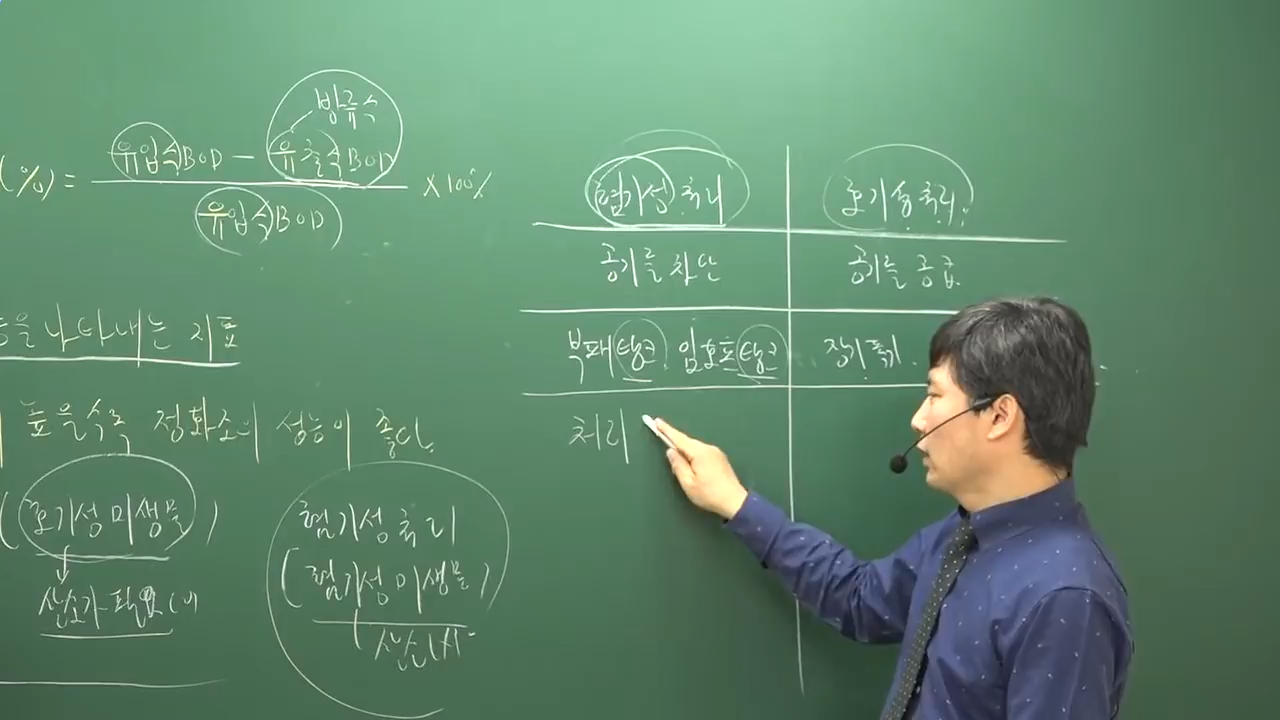 방류수
(%) = 유입수BOD - 유출수BOD X 100%
유입수BOD
을 나타내는 지표
높을수록 정화조의 성능이 좋다.
(호기성 미생물)
산소가 필요(O
혐기성 처리
(혐기성 미생물)
혐기성 처리 호기성 처리
공기를 차단 공기를 공급
부패탱크, 임호프탱크 장기폭기
처리